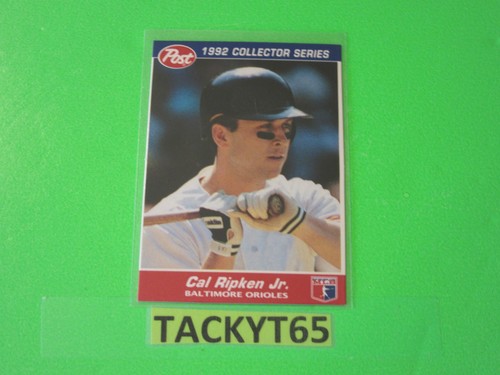 Post
1992 COLLECTOR SERIES
Cal Ripken Jr.
BALTIMORE ORIOLES
TACKYT65